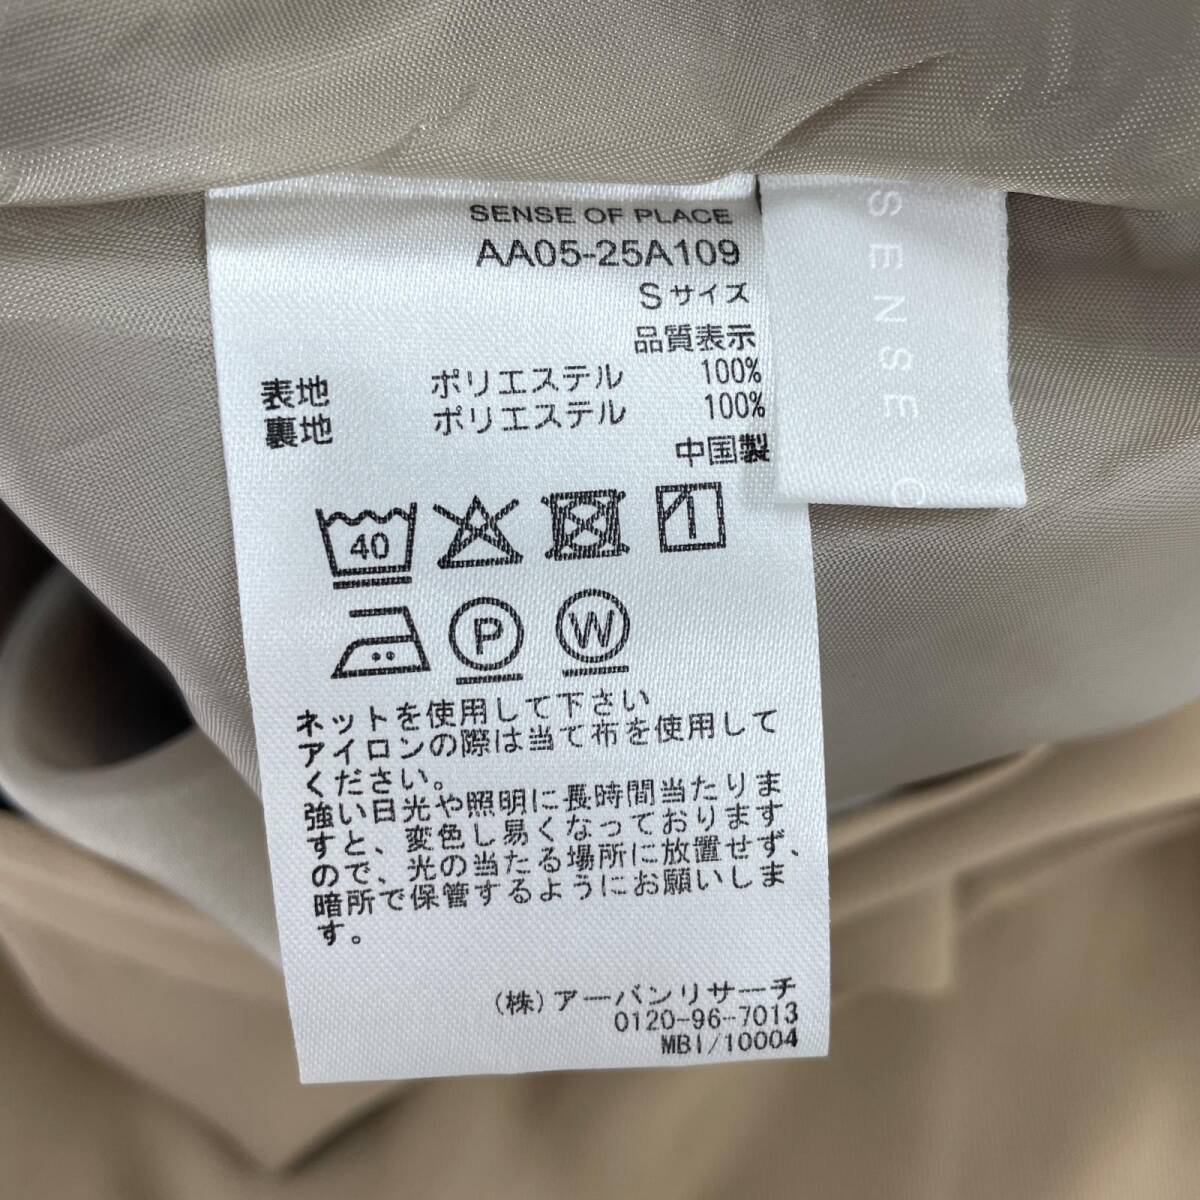 SENSE OF PLACE
AA05-25A109
Sサイズ
品質表示
表地 ポリエステル 100%
裏地 ポリエステル 100%
中国製
40
P W
ネットを使用して下さい
アイロンの際は当て布を使用して
ください。
強い日光や照明に長時間当たりま
すと、変色し易くなっております
ので、光の当たる場所に放置せず、
暗所で保管するようにお願いしま
す。
(株)アーバンリサーチ
0120-96-7013
MBI/10004
SENSE